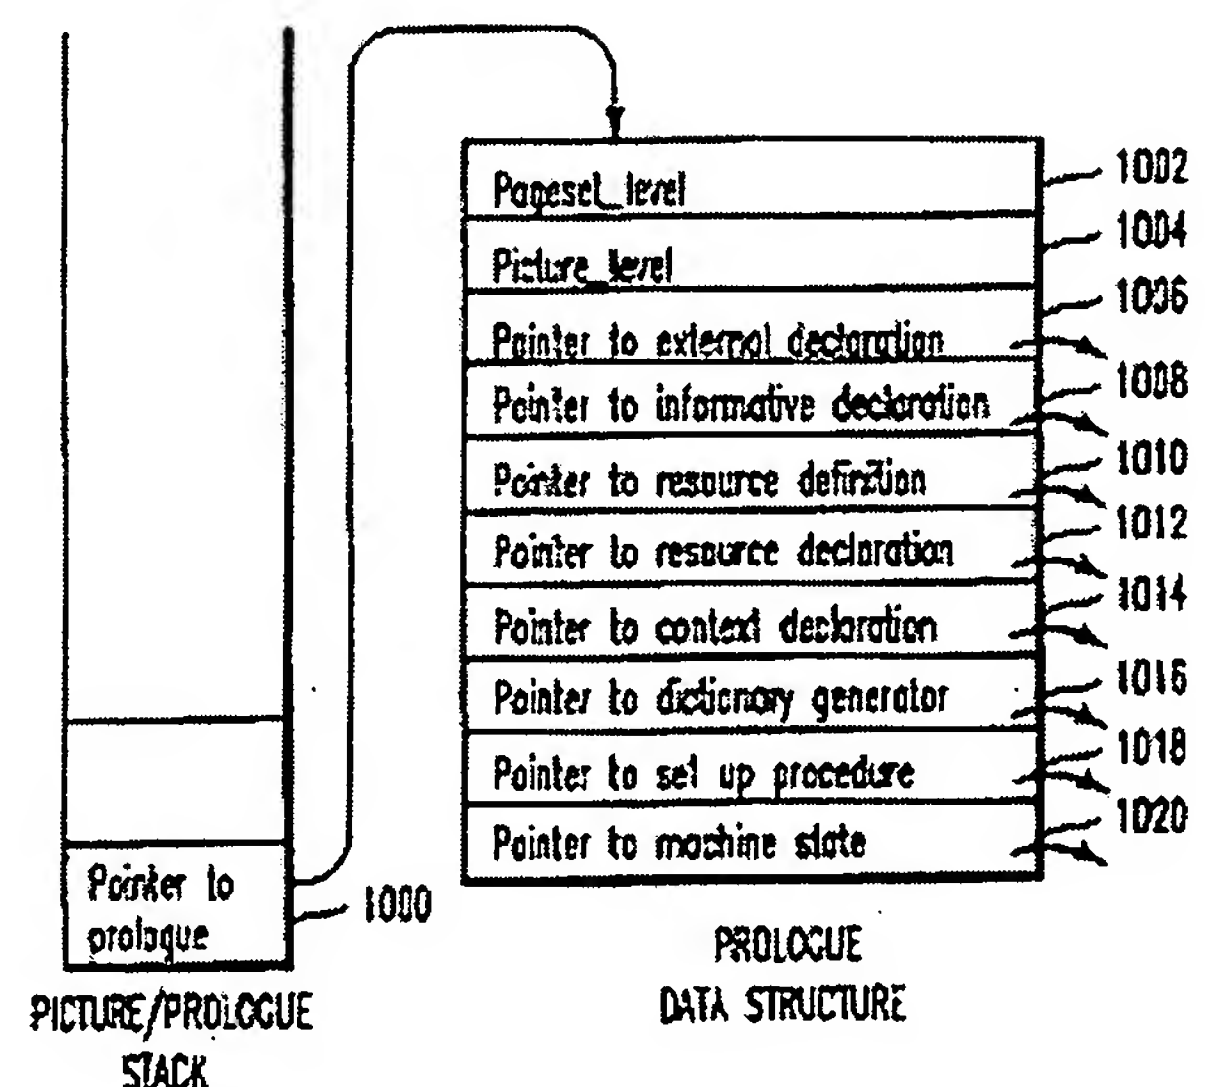 Pageset_level 1002
Picture_level 1004
Pointer to external declaration 1006
Pointer to informative declaration 1008
Pointer to resource definition 1010
Pointer to resource declaration 1012
Pointer to context declaration 1014
Pointer to dictionary generator 1016
Pointer to set up procedure 1018
Pointer to machine state 1020
Pointer to
prologue
1000
PICTURE/PROLOGUE
STACK
PROLOGUE
DATA STRUCTURE